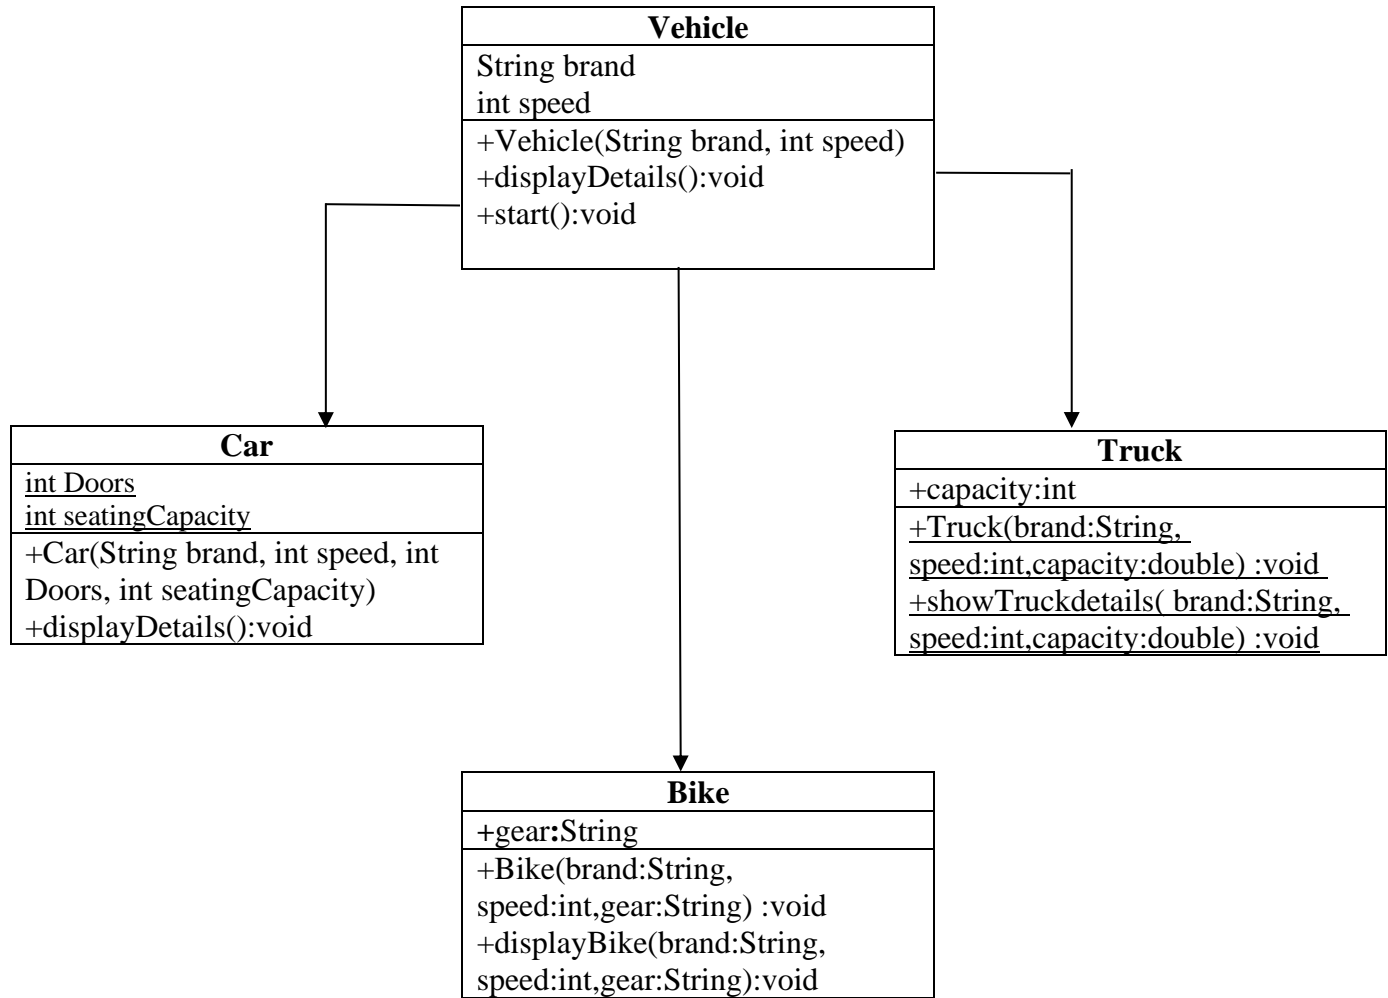 Vehicle
String brand
int speed
+Vehicle(String brand, int speed)
+displayDetails():void
+start():void
Car
int Doors
int seatingCapacity
+Car(String brand, int speed, int
Doors, int seatingCapacity)
+displayDetails():void
Truck
+capacity:int
+Truck(brand:String,
speed:int,capacity:double) :void
+showTruckdetails( brand:String,
speed:int,capacity:double) :void
Bike
+gear:String
+Bike(brand:String,
speed:int,gear:String) :void
+displayBike(brand:String,
speed:int,gear:String):void